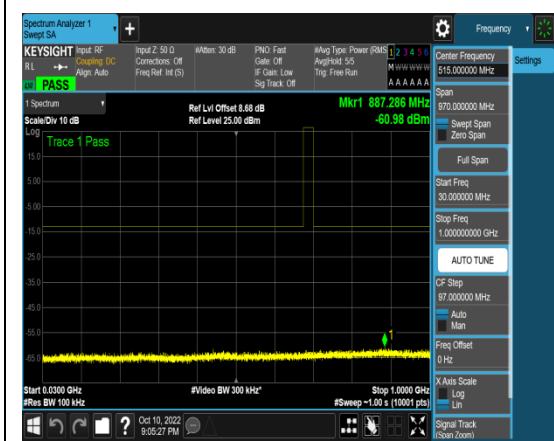 Spectrum Analyzer 1
Swept SA
Frequency
KEYSIGHT Input: RF Input Z: 50 Ω #Atten: 30 dB PNO: Fast #Avg Type: Power (RMS 1 2 3 4 5 6
RL Coupling: DC Corrections: Off Gate: Off Avg|Hold: 5/5 M W W W W W
Align: Auto Freq Ref: Int (S) IF Gain: Low Trig: Free Run
Sig Track: Off A A A A A A
PASS
1 Spectrum
Scale/Div 10 dB
Ref Lvl Offset 8.68 dB
Ref Level 25.00 dBm
Mkr1 887.286 MHz
-60.98 dBm
Log
Trace 1 Pass
15.0
5.00
-5.00
-15.0
-25.0
-35.0
-45.0
-55.0
-65.0
1
Start 0.0300 GHz #Video BW 300 kHz* Stop 1.0000 GHz
#Res BW 100 kHz #Sweep ~1.00 s (10001 pts)
Oct 10, 2022
9:05:27 PM
Center Frequency
515.000000 MHz
Settings
Span
970.000000 MHz
Swept Span
Zero Span
Full Span
Start Freq
30.000000 MHz
Stop Freq
1.000000000 GHz
AUTO TUNE
CF Step
97.000000 MHz
Auto
Man
Freq Offset
0 Hz
X Axis Scale
Log
Lin
Signal Track
(Span Zoom)